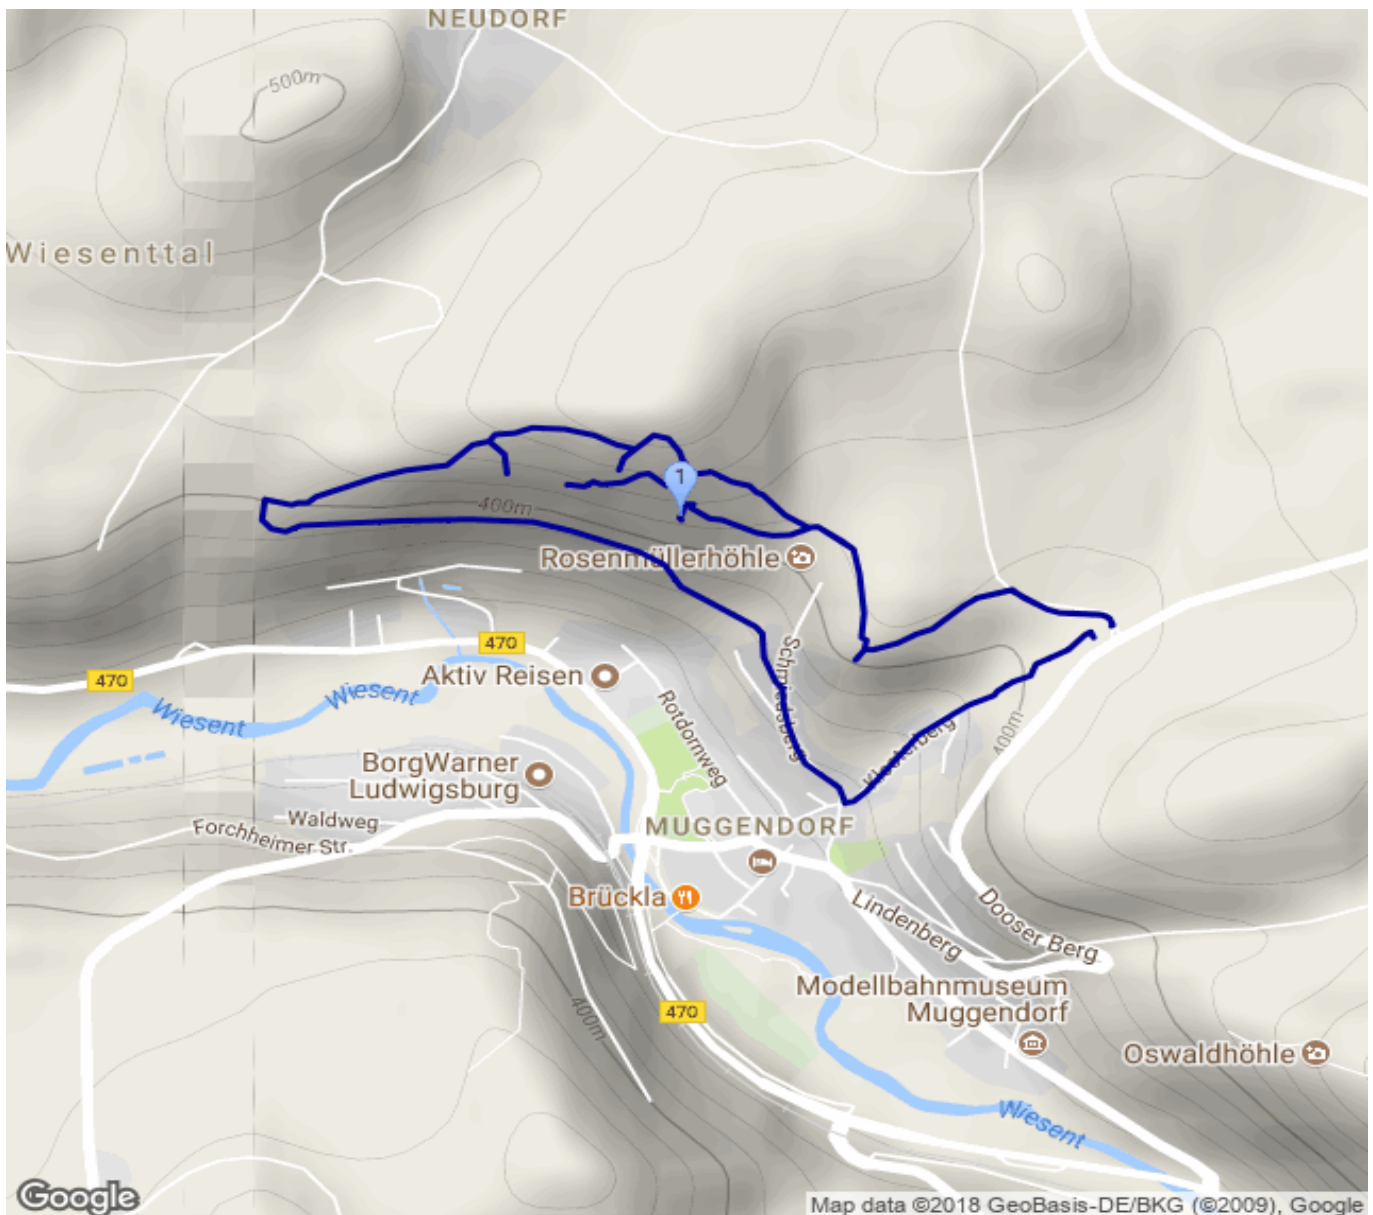 NEUDORF
500m
Wiesenttal
1
400m
Rosenmüllerhöhle
470
470
Aktiv Reisen
Schmiedsberg
Wiesent
Wiesent
Rotdornweg
400m
Klosterberg
BorgWarner
Ludwigsburg
Waldweg
Forchheimer Str.
MUGGENDORF
Brückla
Lindenberg
Dooser Berg
400m
470
Modellbahnmuseum
Muggendorf
Oswaldhöhle
Wiesent
Google
Map data ©2018 GeoBasis-DE/BKG (©2009), Google